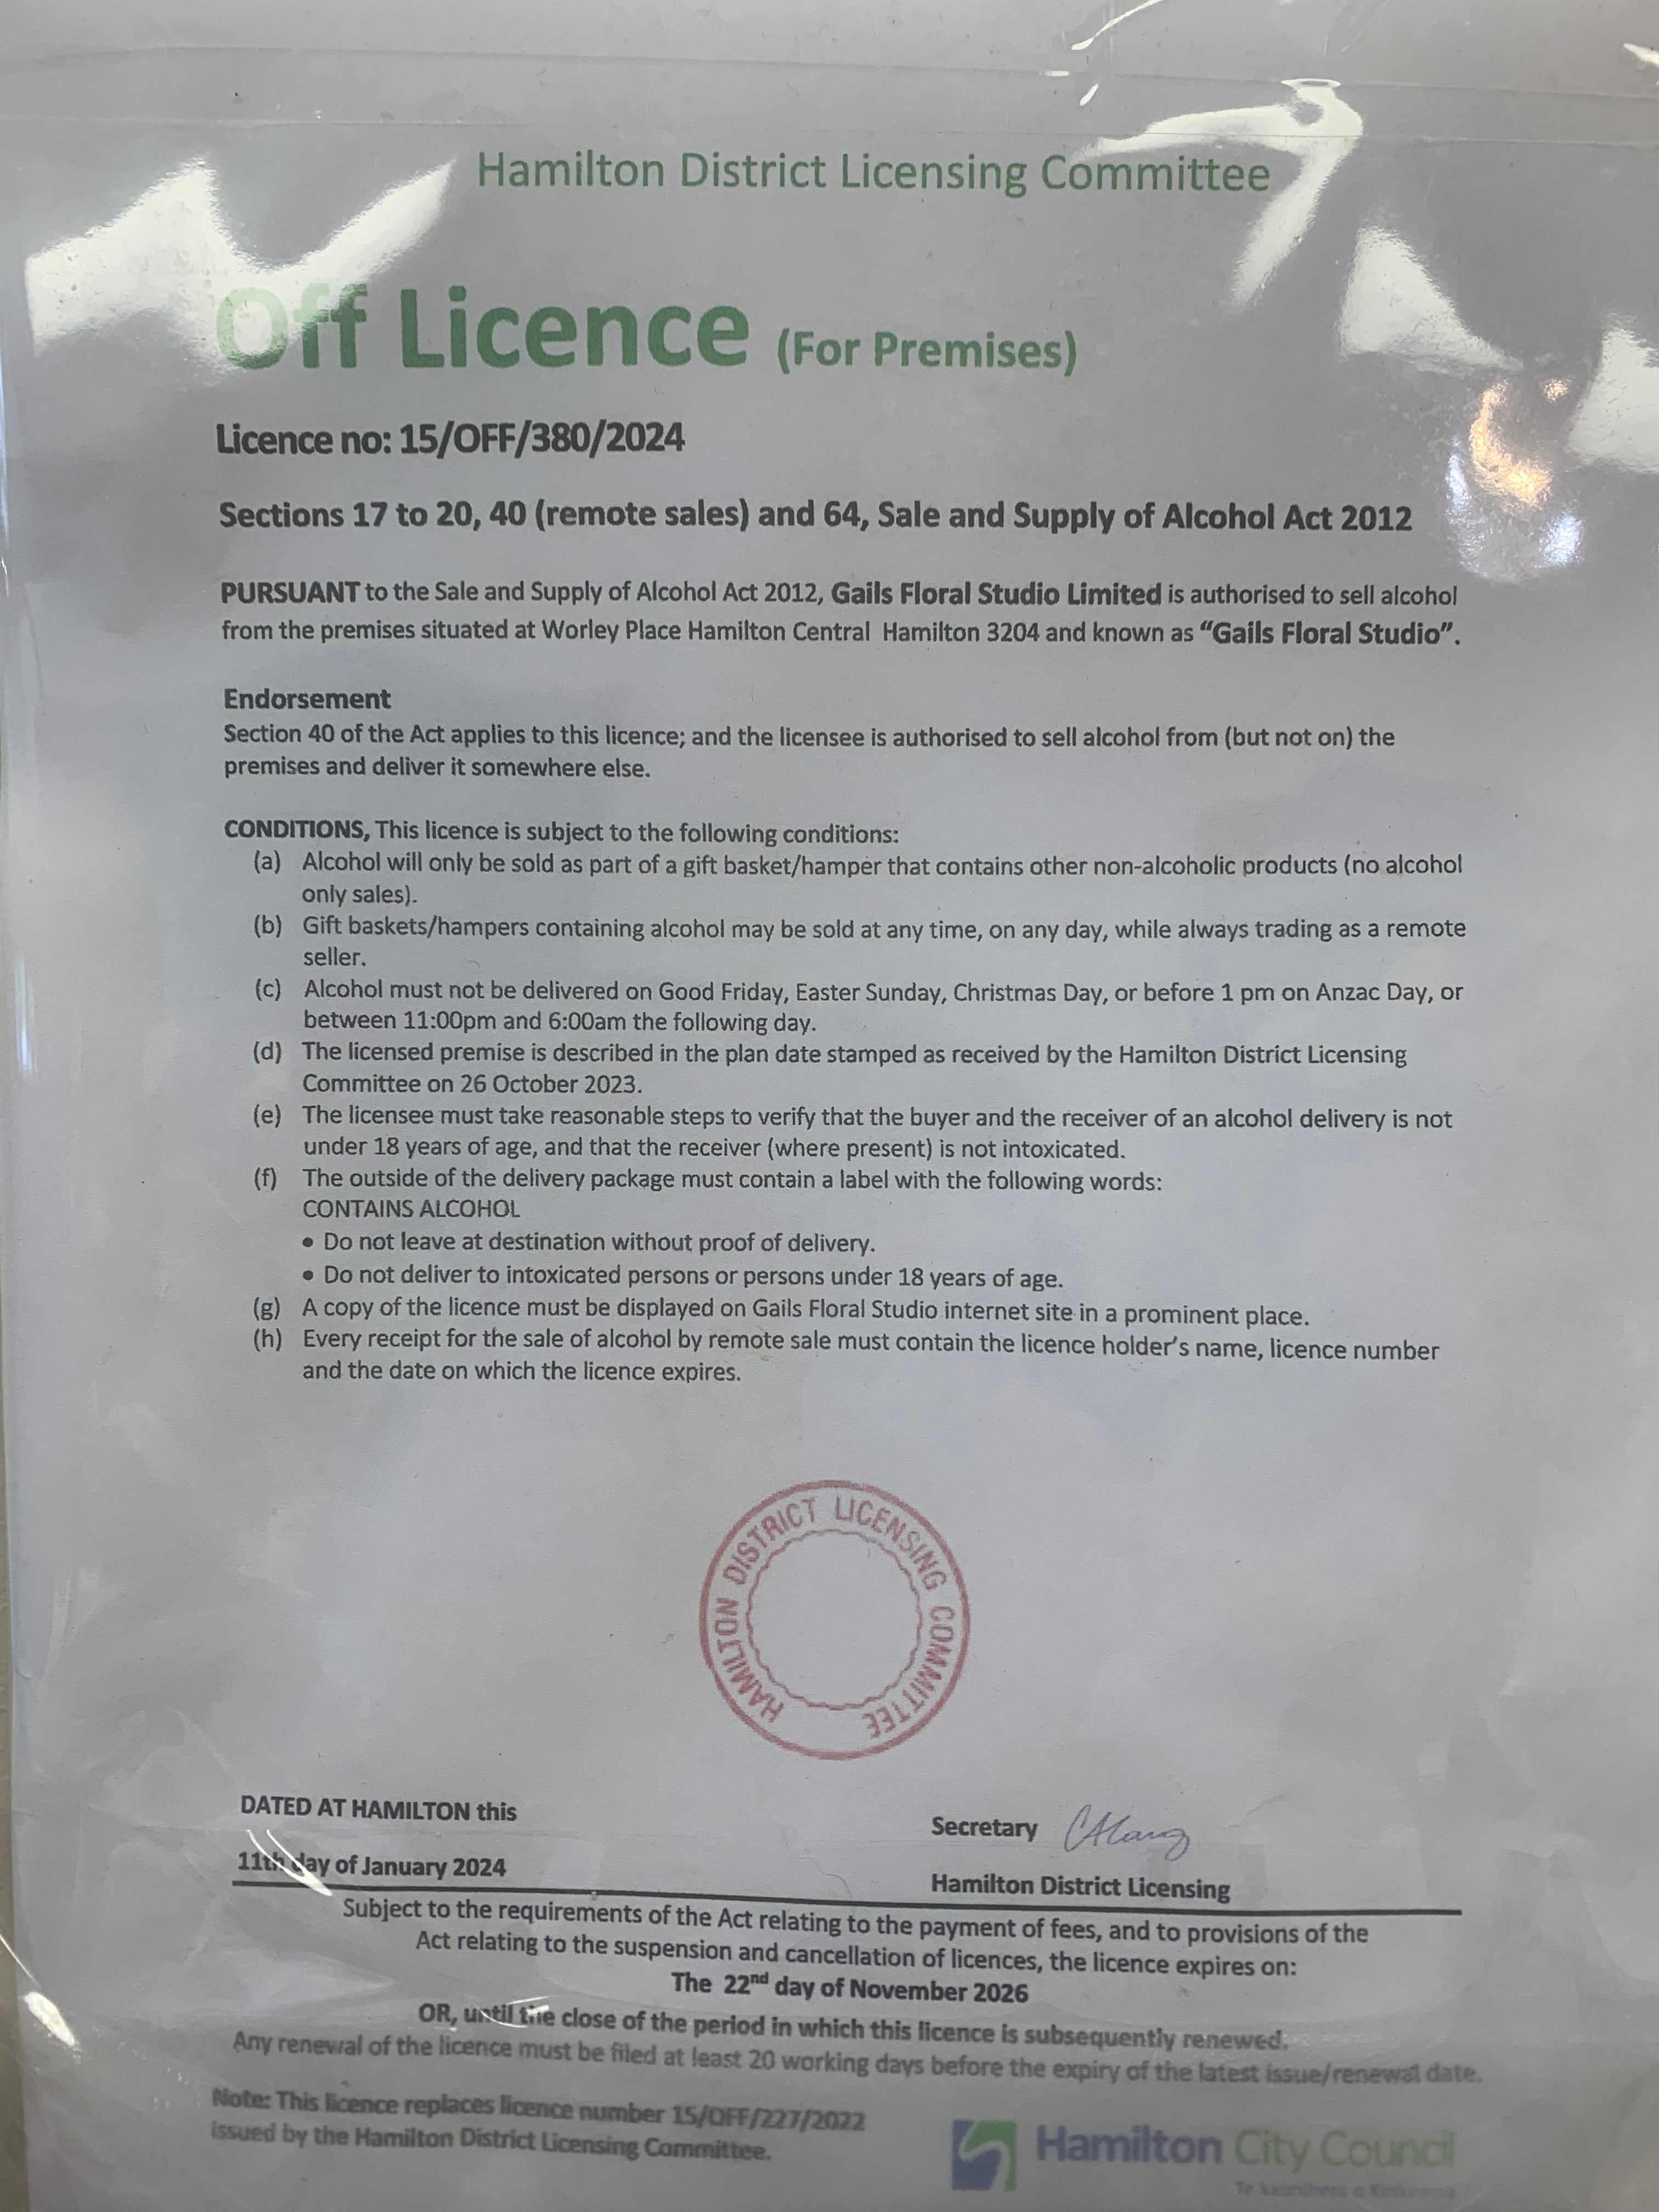 Hamilton District Licensing Committee
Off Licence (For Premises)
Licence no: 15/OFF/380/2024
Sections 17 to 20, 40 (remote sales) and 64, Sale and Supply of Alcohol Act 2012
PURSUANT to the Sale and Supply of Alcohol Act 2012, Gails Floral Studio Limited is authorised to sell alcohol
from the premises situated at Worley Place Hamilton Central Hamilton 3204 and known as “Gails Floral Studio”.
Endorsement
Section 40 of the Act applies to this licence; and the licensee is authorised to sell alcohol from (but not on) the
premises and deliver it somewhere else.
CONDITIONS, This licence is subject to the following conditions:
(a) Alcohol will only be sold as part of a gift basket/hamper that contains other non-alcoholic products (no alcohol
only sales).
(b) Gift baskets/hampers containing alcohol may be sold at any time, on any day, while always trading as a remote
seller.
(c) Alcohol must not be delivered on Good Friday, Easter Sunday, Christmas Day, or before 1 pm on Anzac Day, or
between 11:00pm and 6:00am the following day.
(d) The licensed premise is described in the plan date stamped as received by the Hamilton District Licensing
Committee on 26 October 2023.
(e) The licensee must take reasonable steps to verify that the buyer and the receiver of an alcohol delivery is not
under 18 years of age, and that the receiver (where present) is not intoxicated.
(f) The outside of the delivery package must contain a label with the following words:
CONTAINS ALCOHOL
• Do not leave at destination without proof of delivery.
• Do not deliver to intoxicated persons or persons under 18 years of age.
(g) A copy of the licence must be displayed on Gails Floral Studio internet site in a prominent place.
(h) Every receipt for the sale of alcohol by remote sale must contain the licence holder’s name, licence number
and the date on which the licence expires.
HAMILTON DISTRICT LICENSING COMMITTEE
DATED AT HAMILTON this
Secretary
11th day of January 2024
Hamilton District Licensing
Subject to the requirements of the Act relating to the payment of fees, and to provisions of the
Act relating to the suspension and cancellation of licences, the licence expires on:
The 22nd day of November 2026
OR, until the close of the period in which this licence is subsequently renewed.
Any renewal of the licence must be filed at least 20 working days before the expiry of the latest issue/renewal date.
Note: This licence replaces licence number 15/OFF/227/2022
issued by the Hamilton District Licensing Committee.
Hamilton City Council
Te kaunihera o Kirikiriroa